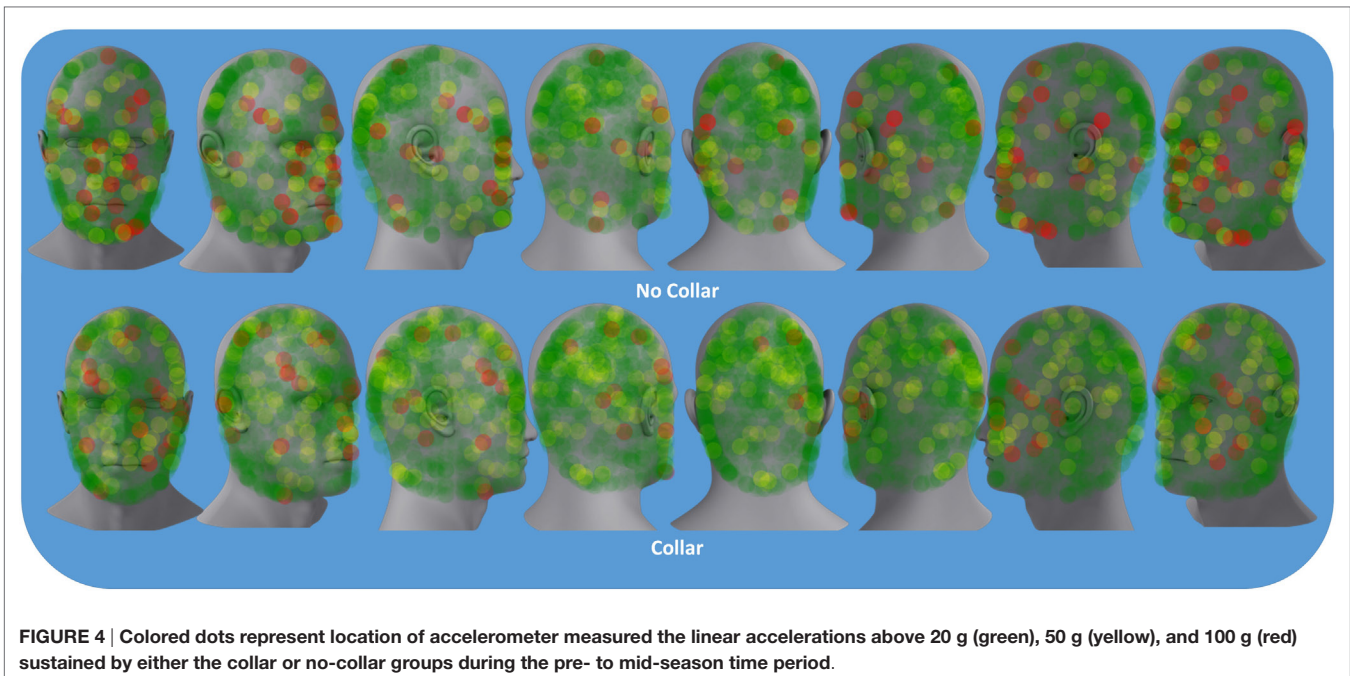 No Collar
Collar
FIGURE 4 | Colored dots represent location of accelerometer measured the linear accelerations above 20 g (green), 50 g (yellow), and 100 g (red)
sustained by either the collar or no-collar groups during the pre- to mid-season time period.